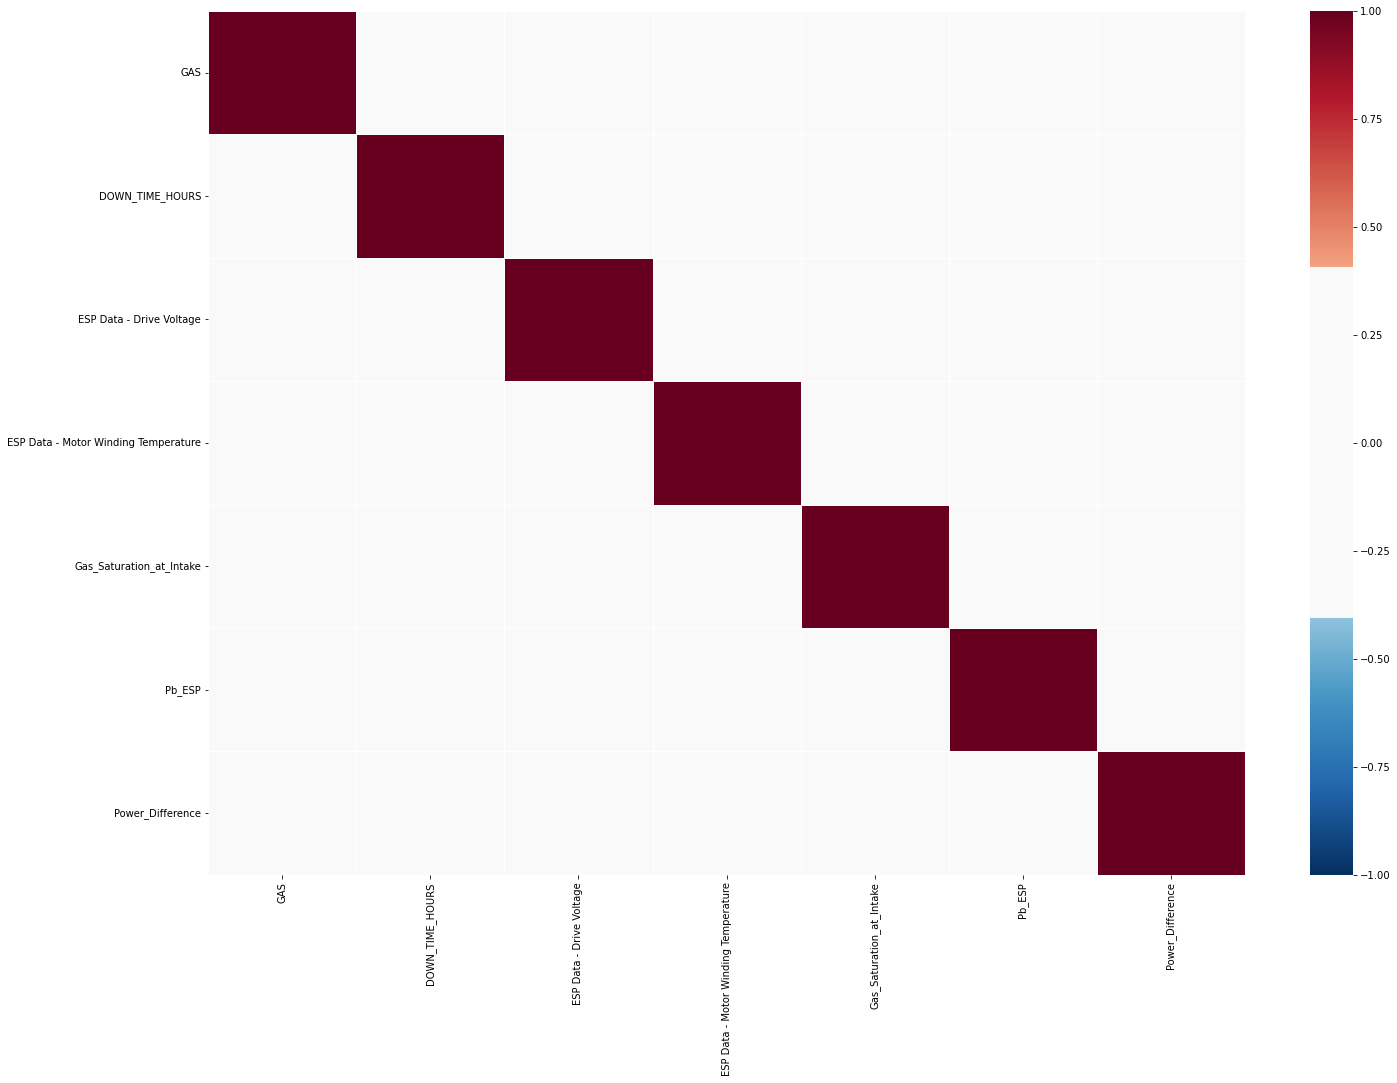 GAS
DOWN_TIME_HOURS
ESP Data - Drive Voltage
ESP Data - Motor Winding Temperature
Gas_Saturation_at_Intake
Pb_ESP
Power_Difference
GAS
DOWN_TIME_HOURS
ESP Data - Drive Voltage
ESP Data - Motor Winding Temperature
Gas_Saturation_at_Intake
Pb_ESP
Power_Difference
1.00
0.75
0.50
0.25
0.00
−0.25
−0.50
−0.75
−1.00